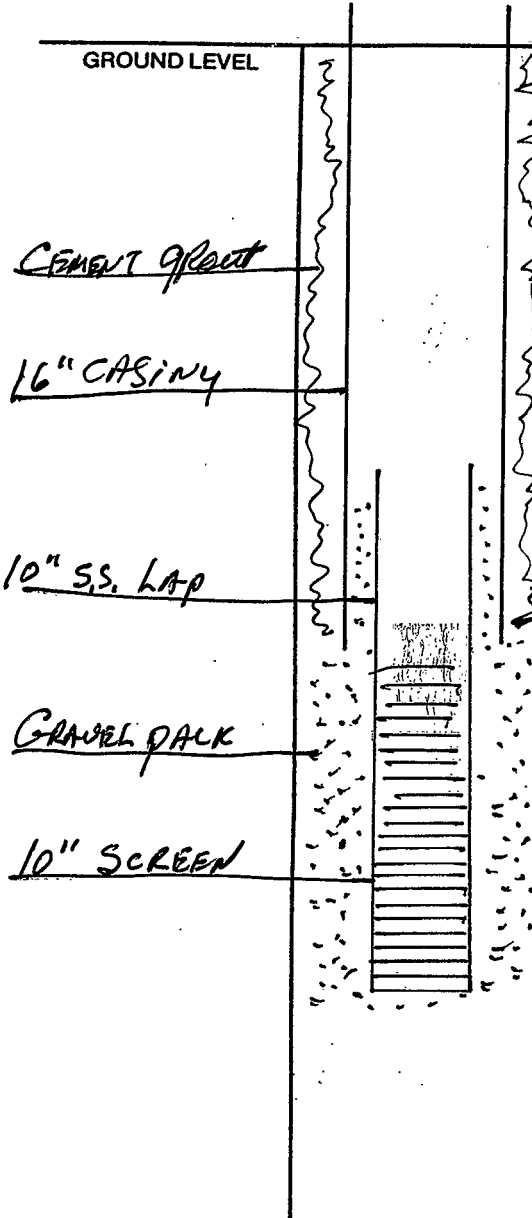 GROUND LEVEL
CEMENT GROUT
16" CASING
10" S.S. LAP
GRAVEL PACK
10" SCREEN